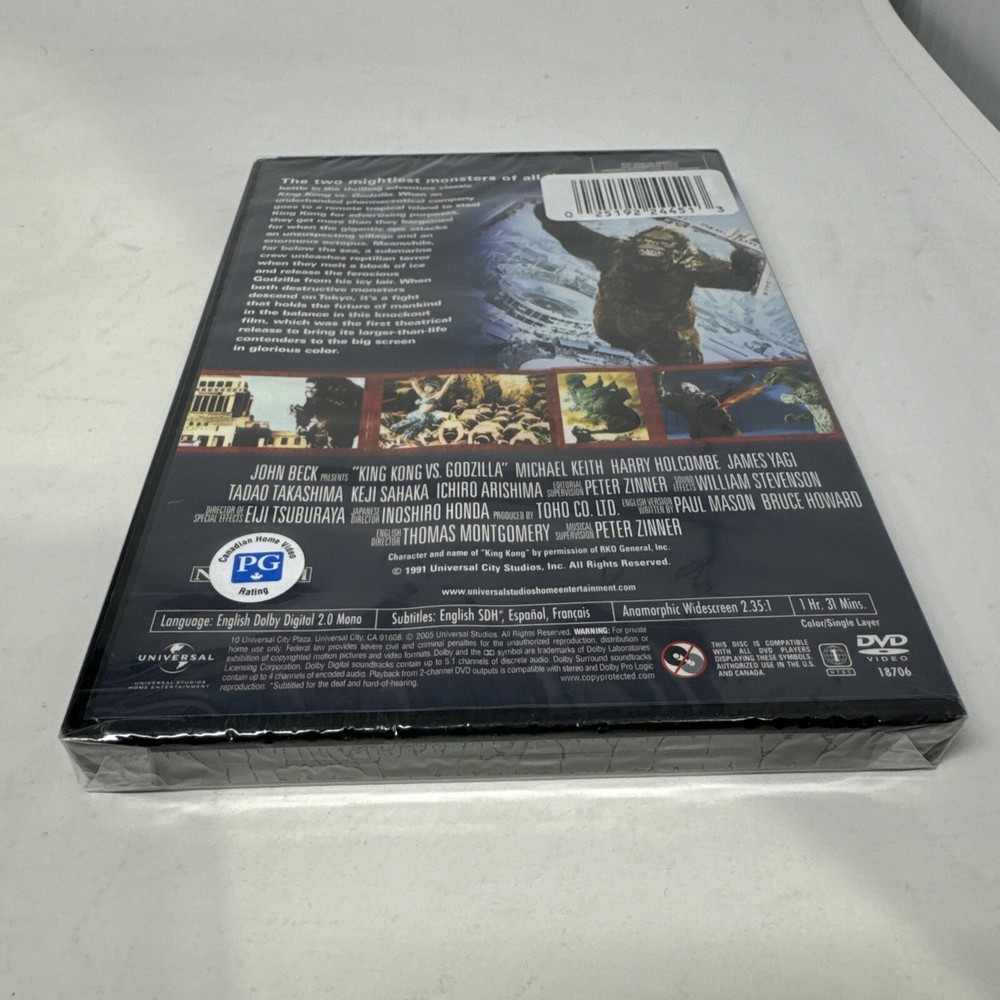 The two mightiest monsters of all
battle in the thrilling adventure classic
King Kong vs. Godzilla. When an
underhanded pharmaceutical company
goes to a remote tropical island to steal
King Kong for advertising purposes,
they get more than they bargained
for when the gigantic ape attacks
an unsuspecting village and an
enormous octopus. Meanwhile,
far below the sea, a submarine
crew unleashes reptilian terror
when they melt a block of ice
and release the ferocious
Godzilla from his icy lair. When
both destructive monsters
descend on Tokyo, it's a fight
that holds the future of mankind
in the balance in this knockout
film, which was the first theatrical
release to bring its larger-than-life
contenders to the big screen
in glorious color.
0 25192 24451 3
JOHN BECK PRESENTS "KING KONG VS. GODZILLA" MICHAEL KEITH HARRY HOLCOMBE JAMES YAGI
TADAO TAKASHIMA KEJI SAHAKA ICHIRO ARISHIMA EDITORIAL SUPERVISION PETER ZINNER SOUND EFFECTS WILLIAM STEVENSON
DIRECTOR OF SPECIAL EFFECTS EIJI TSUBURAYA JAPANESE DIRECTOR INOSHIRO HONDA PRODUCED BY TOHO CO. LTD. ENGLISH VERSION WRITTEN BY PAUL MASON BRUCE HOWARD
ENGLISH DIRECTOR THOMAS MONTGOMERY MUSICAL SUPERVISION PETER ZINNER
Character and name of "King Kong" by permission of RKO General, Inc.
© 1991 Universal City Studios, Inc. All Rights Reserved.
Canadian Home Video
PG
Rating
www.universalstudioshomeentertainment.com
Language: English Dolby Digital 2.0 Mono
Subtitles: English SDH*, Español, Français
Anamorphic Widescreen 2.35:1
1 Hr. 31 Mins.
Color/Single Layer
UNIVERSAL
UNIVERSAL STUDIOS
HOME ENTERTAINMENT
10 Universal City Plaza, Universal City, CA 91608. © 2005 Universal Studios. All Rights Reserved. WARNING: For private
home use only. Federal law provides severe civil and criminal penalties for the unauthorized reproduction, distribution or
exhibition of copyrighted motion pictures and video formats. Dolby and the DD symbol are trademarks of Dolby Laboratories
Licensing Corporation. Dolby Digital soundtracks contain up to 5.1 channels of discrete audio. Dolby Surround soundtracks
contain up to 4 channels of encoded audio. Playback from 2-channel DVD outputs is compatible with stereo and Dolby Pro Logic
reproduction. *Subtitled for the deaf and hard-of-hearing.
www.copyprotected.com
THIS DISC IS COMPATIBLE
WITH ALL DVD PLAYERS
DISPLAYING THESE SYMBOLS.
AUTHORIZED FOR USE IN THE U.S.
AND CANADA.
1
NTSC
DVD
VIDEO
18706